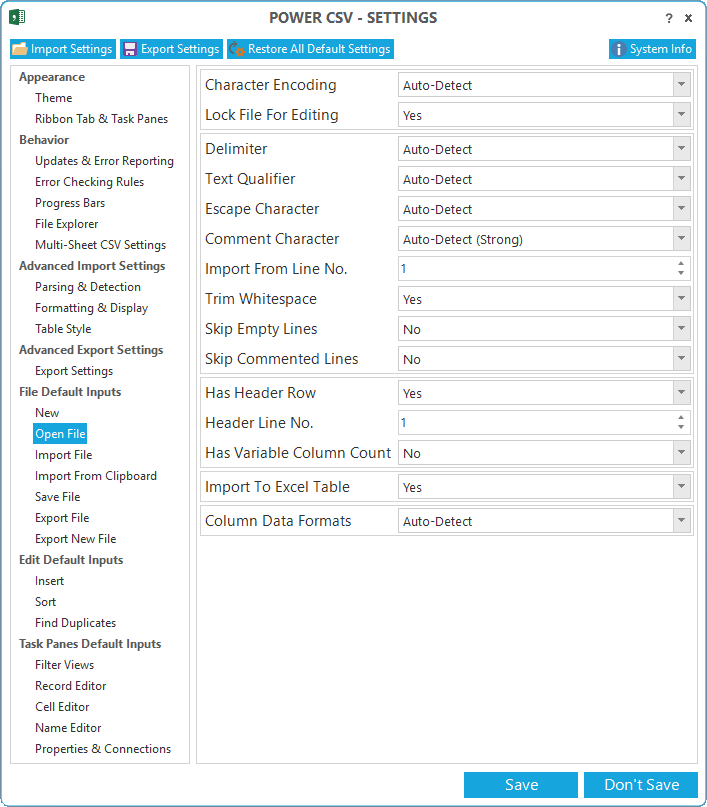 POWER CSV - SETTINGS
? x
Import Settings Export Settings Restore All Default Settings System Info
Appearance
Theme
Ribbon Tab & Task Panes
Behavior
Updates & Error Reporting
Error Checking Rules
Progress Bars
File Explorer
Multi-Sheet CSV Settings
Advanced Import Settings
Parsing & Detection
Formatting & Display
Table Style
Advanced Export Settings
Export Settings
File Default Inputs
New
Open File
Import File
Import From Clipboard
Save File
Export File
Export New File
Edit Default Inputs
Insert
Sort
Find Duplicates
Task Panes Default Inputs
Filter Views
Record Editor
Cell Editor
Name Editor
Properties & Connections
Character Encoding Auto-Detect
Lock File For Editing Yes
Delimiter Auto-Detect
Text Qualifier Auto-Detect
Escape Character Auto-Detect
Comment Character Auto-Detect (Strong)
Import From Line No. 1
Trim Whitespace Yes
Skip Empty Lines No
Skip Commented Lines No
Has Header Row Yes
Header Line No. 1
Has Variable Column Count No
Import To Excel Table Yes
Column Data Formats Auto-Detect
Save Don't Save